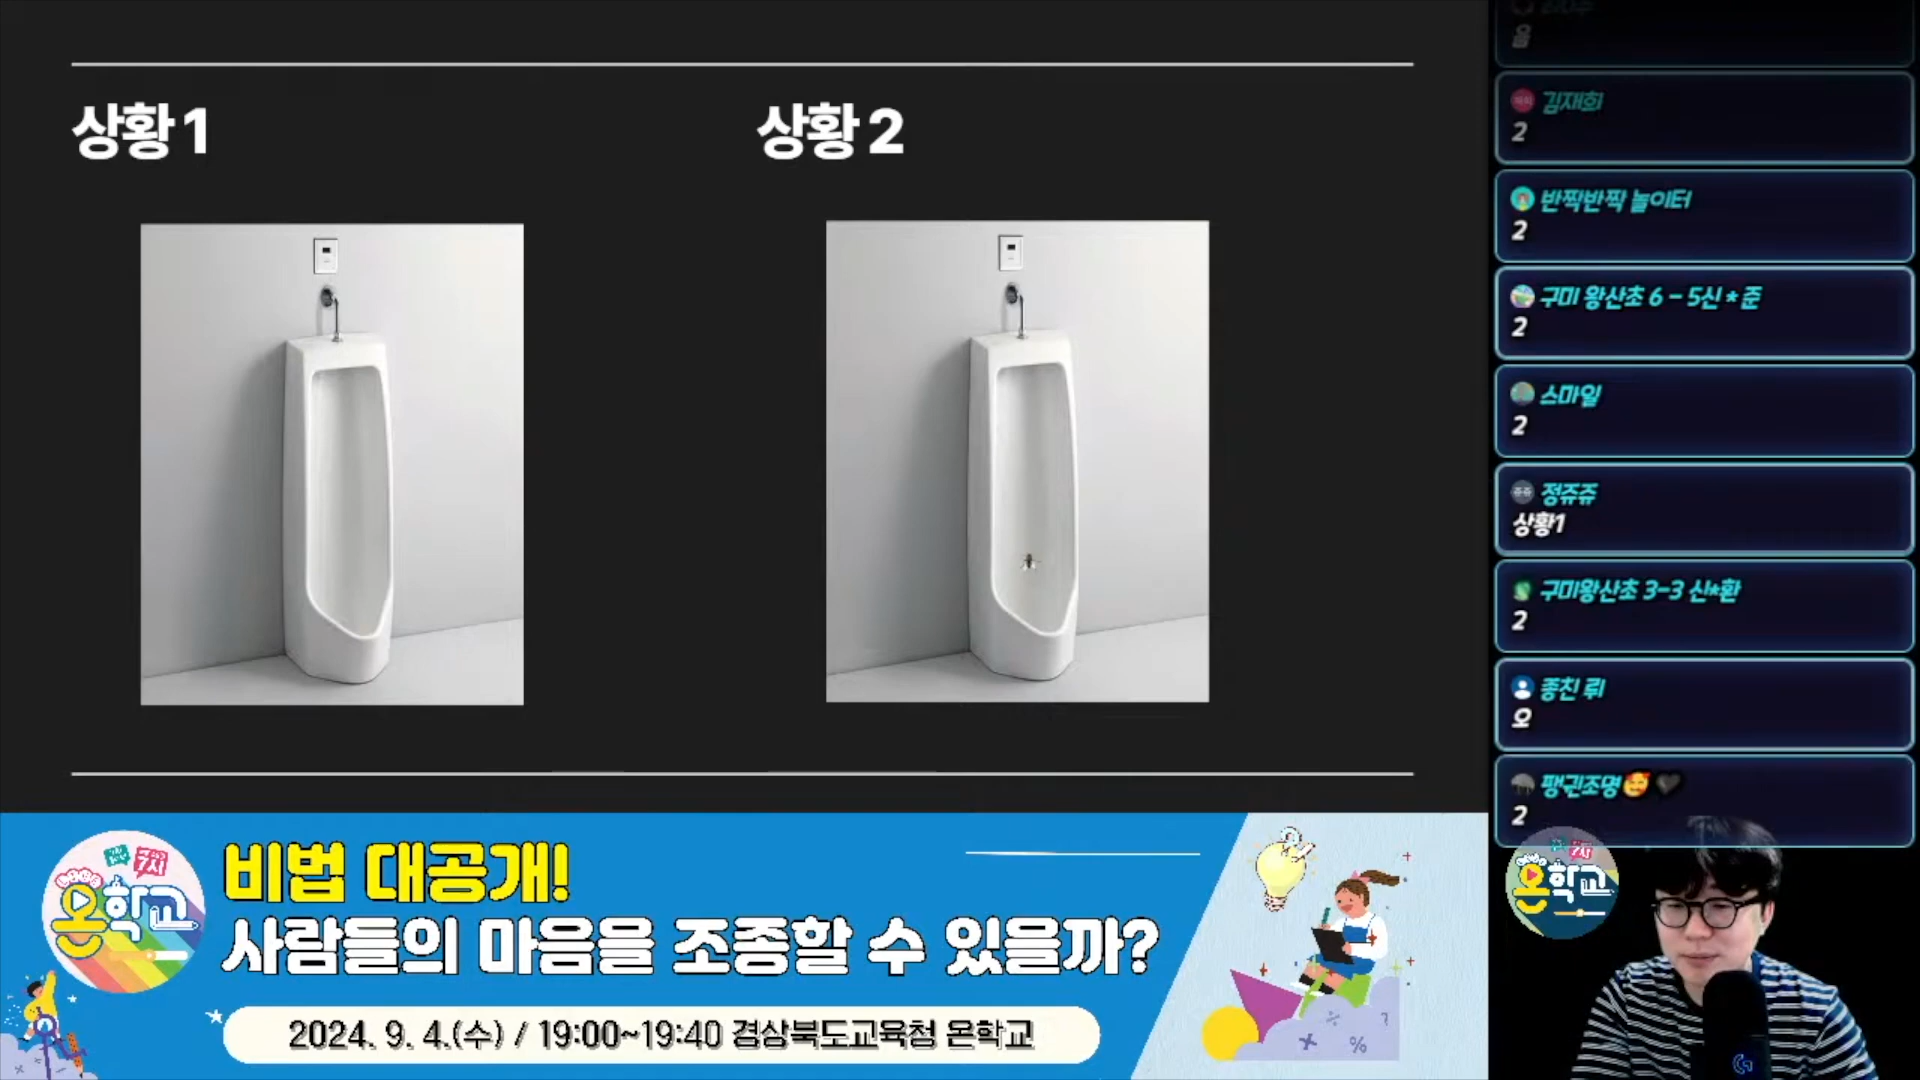 상황 1
상황 2
김재희
2
반짝반짝 놀이터
2
구미 왕산초 6 - 5신 * 준
2
스마일
2
정쥬쥬
상황1
구미왕산초 3-3 신*환
2
종친 뤼
오
팽귄조명🥰 🖤
2
비법 대공개!
사람들의 마음을 조종할 수 있을까?
2024. 9. 4.(수) / 19:00~19:40 경상북도교육청 온학교
7시
온학교
7시
온학교